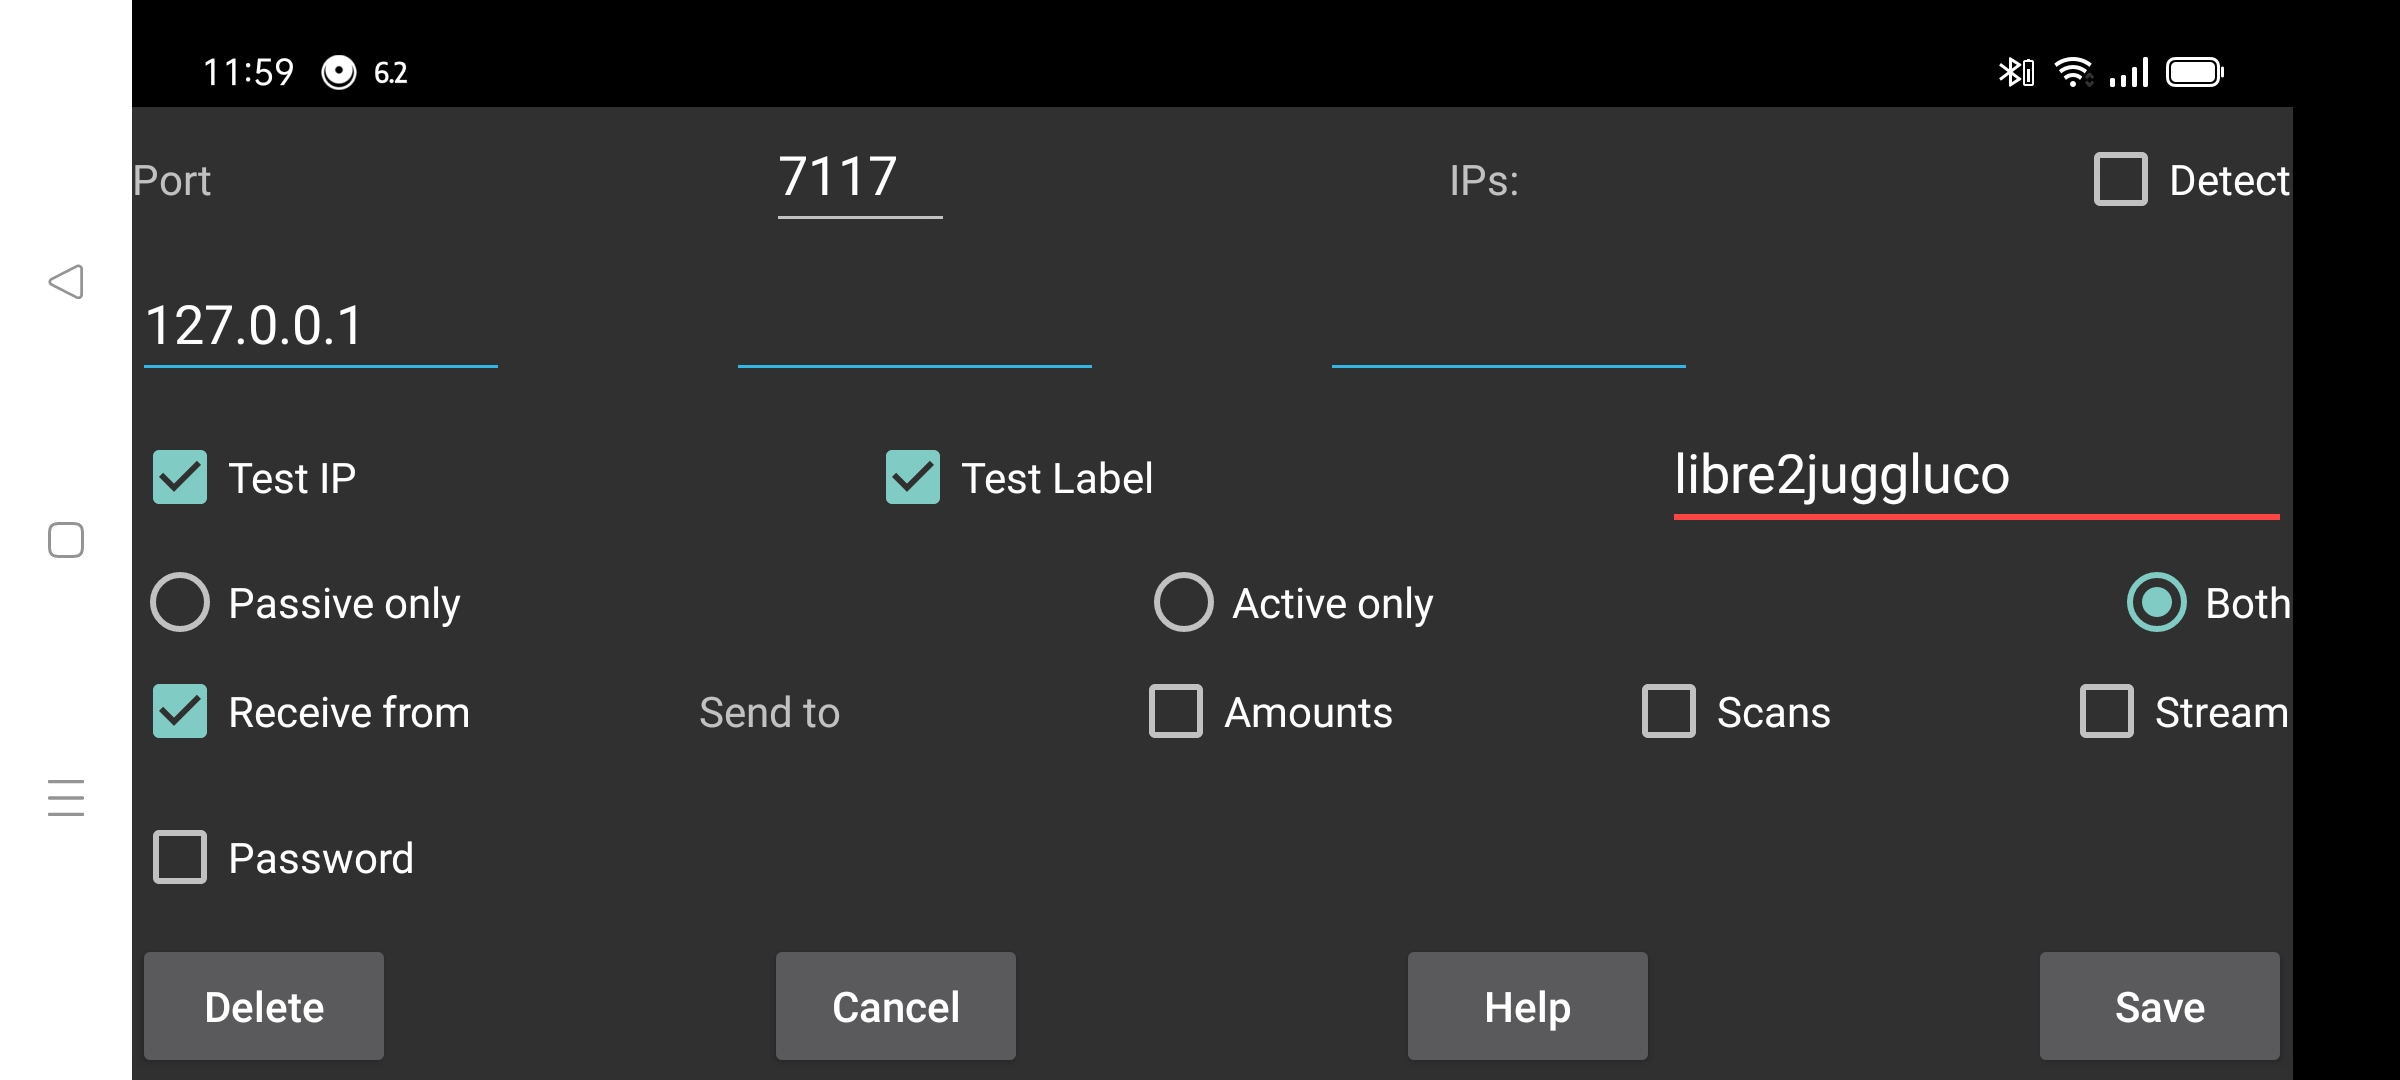 11:59 6.2
Port 7117 IPs: Detect
127.0.0.1
Test IP Test Label libre2juggluco
Passive only Active only Both
Receive from Send to Amounts Scans Stream
Password
Delete Cancel Help Save